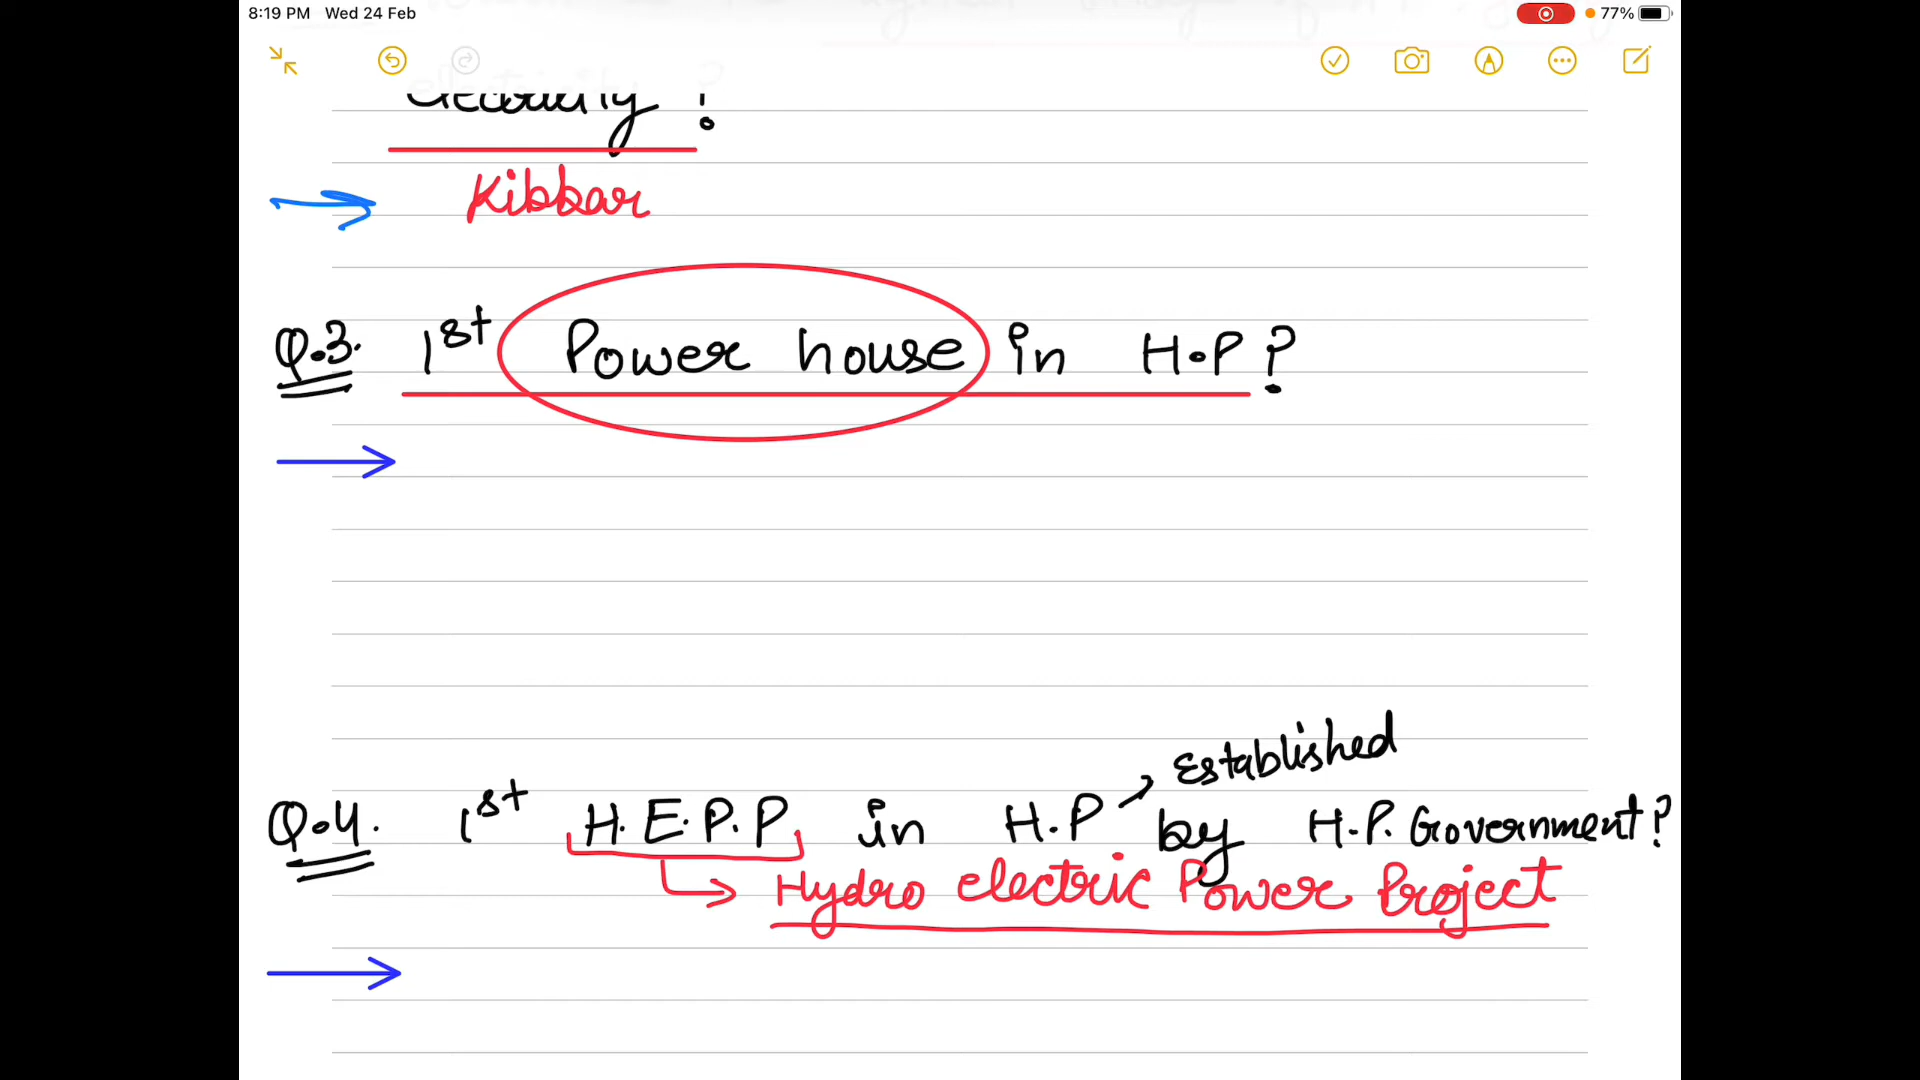 8:19 PM Wed 24 Feb 77%
electricity ?
Kibbar
Q.3. 1st Power house in H.P ?
Established
Q.4. 1st H.E.P.P in H.P by H.P. Government ?
Hydro electric Power Project